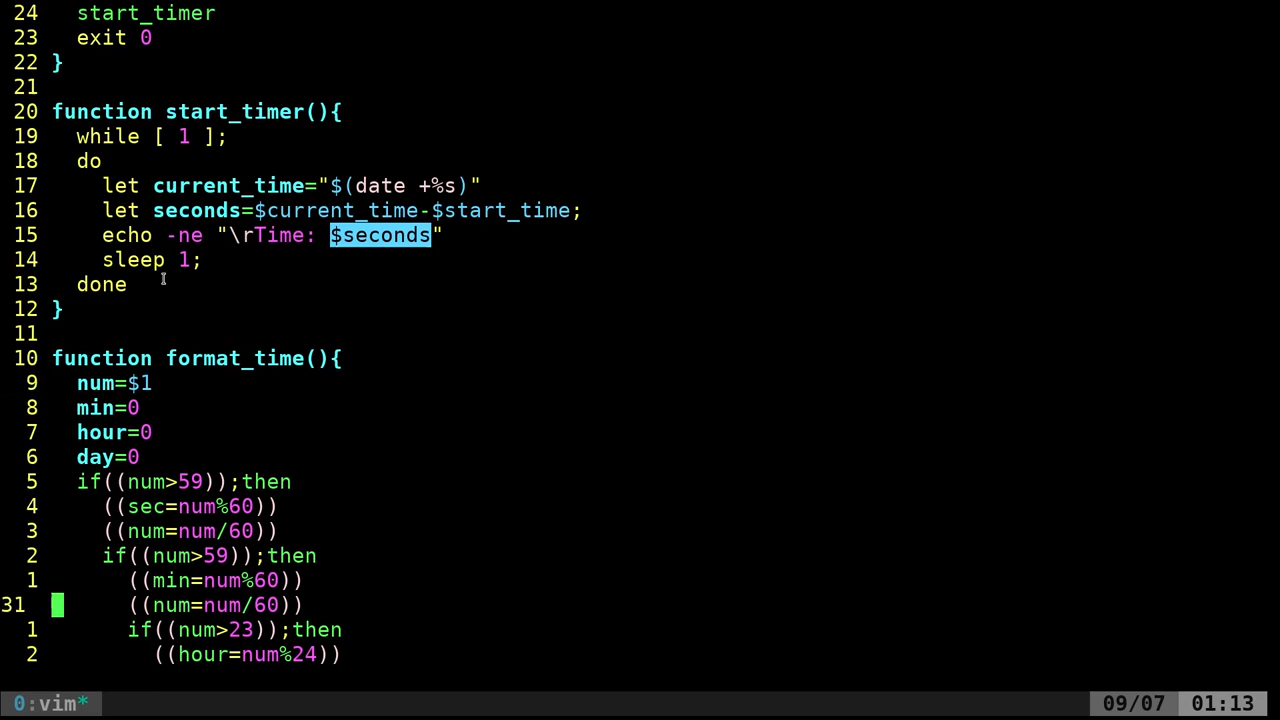 24 start_timer
23 exit 0
22 }
21
20 function start_timer(){
19 while [ 1 ];
18 do
17 let current_time="$(date +%s)"
16 let seconds=$current_time-$start_time;
15 echo -ne "\rTime: $seconds"
14 sleep 1;
13 done
12 }
11
10 function format_time(){
9 num=$1
8 min=0
7 hour=0
6 day=0
5 if((num>59));then
4 ((sec=num%60))
3 ((num=num/60))
2 if((num>59));then
1 ((min=num%60))
31 ((num=num/60))
1 if((num>23));then
2 ((hour=num%24))
0:vim* 09/07 01:13